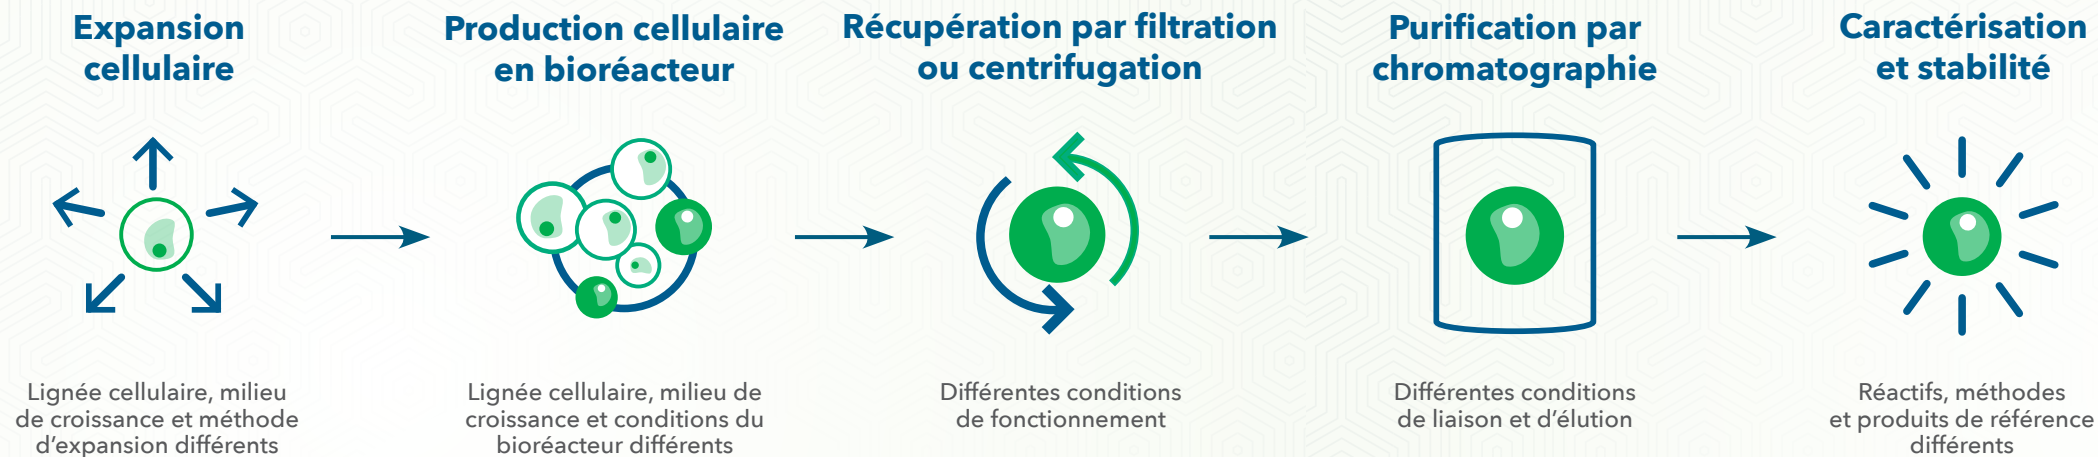 Expansion
cellulaire
Production cellulaire
en bioréacteur
Récupération par filtration
ou centrifugation
Purification par
chromatographie
Caractérisation
et stabilité
Lignée cellulaire, milieu
de croissance et méthode
d'expansion différents
Lignée cellulaire, milieu de
croissance et conditions du
bioréacteur différents
Différentes conditions
de fonctionnement
Différentes conditions
de liaison et d'élution
Réactifs, méthodes
et produits de référence
différents